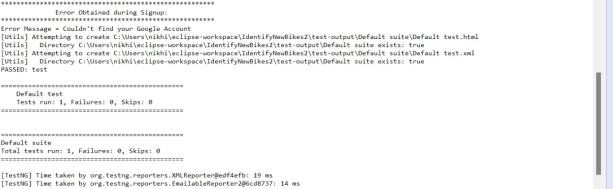 ******************************************************
Error Obtained during Signup:
******************************************************
Error Message = Couldn't find your Google Account
[Utils] Attempting to create C:\Users\nikhi\eclipse-workspace\IdentifyNewBikes2\test-output\Default suite\Default test.html
[Utils]   Directory C:\Users\nikhi\eclipse-workspace\IdentifyNewBikes2\test-output\Default suite exists: true
[Utils] Attempting to create C:\Users\nikhi\eclipse-workspace\IdentifyNewBikes2\test-output\Default suite\Default test.xml
[Utils]   Directory C:\Users\nikhi\eclipse-workspace\IdentifyNewBikes2\test-output\Default suite exists: true
PASSED: test
===============================================
Default test
Tests run: 1, Failures: 0, Skips: 0
===============================================
===============================================
Default suite
Total tests run: 1, Failures: 0, Skips: 0
===============================================
[TestNG] Time taken by org.testng.reporters.XMLReporter@edf4efb: 19 ms
[TestNG] Time taken by org.testng.reporters.EmailableReporter2@6cd8737: 14 ms